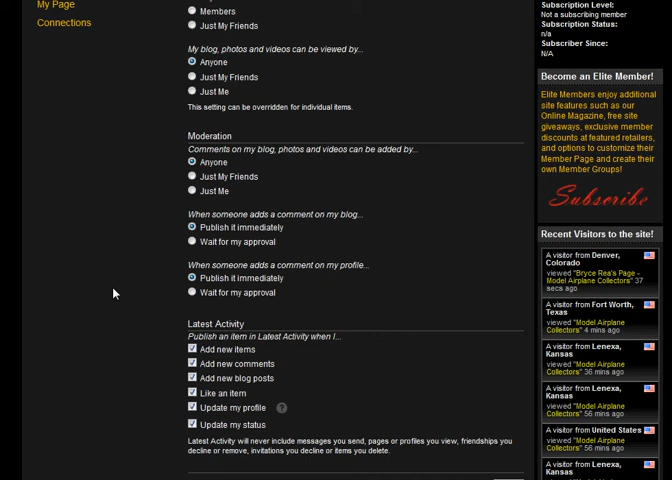 My Page
Connections
Members
Just My Friends
My blog, photos and videos can be viewed by...
Anyone
Just My Friends
Just Me
This setting can be overridden for individual items.
Moderation
Comments on my blog, photos and videos can be added by...
Anyone
Just My Friends
Just Me
When someone adds a comment on my blog...
Publish it immediately
Wait for my approval
When someone adds a comment on my profile...
Publish it immediately
Wait for my approval
Latest Activity
Publish an item in Latest Activity when I...
Add new items
Add new comments
Add new blog posts
Like an item
Update my profile ?
Update my status
Latest Activity will never include messages you send, pages or profiles you view, friendships you
decline or remove, invitations you decline or items you delete.
Subscription Level:
Not a subscribing member
Subscription Status:
n/a
Subscriber Since:
N/A
Become an Elite Member!
Elite Members enjoy additional
site features such as our
Online Magazine, free site
giveaways, exclusive member
discounts at featured retailers,
and options to customize their
Member Page and create their
own Member Groups!
Subscribe
Recent Visitors to the site!
A visitor from Denver,
Colorado
viewed "Bryce Rea's Page -
Model Airplane Collectors" 37
secs ago
A visitor from Fort Worth,
Texas
viewed "Model Airplane
Collectors" 4 mins ago
A visitor from Lenexa,
Kansas
viewed "Model Airplane
Collectors" 36 mins ago
A visitor from Lenexa,
Kansas
viewed "Model Airplane
Collectors" 56 mins ago
A visitor from United States
viewed "Model Airplane
Collectors" 56 mins ago
A visitor from Lenexa,
Kansas